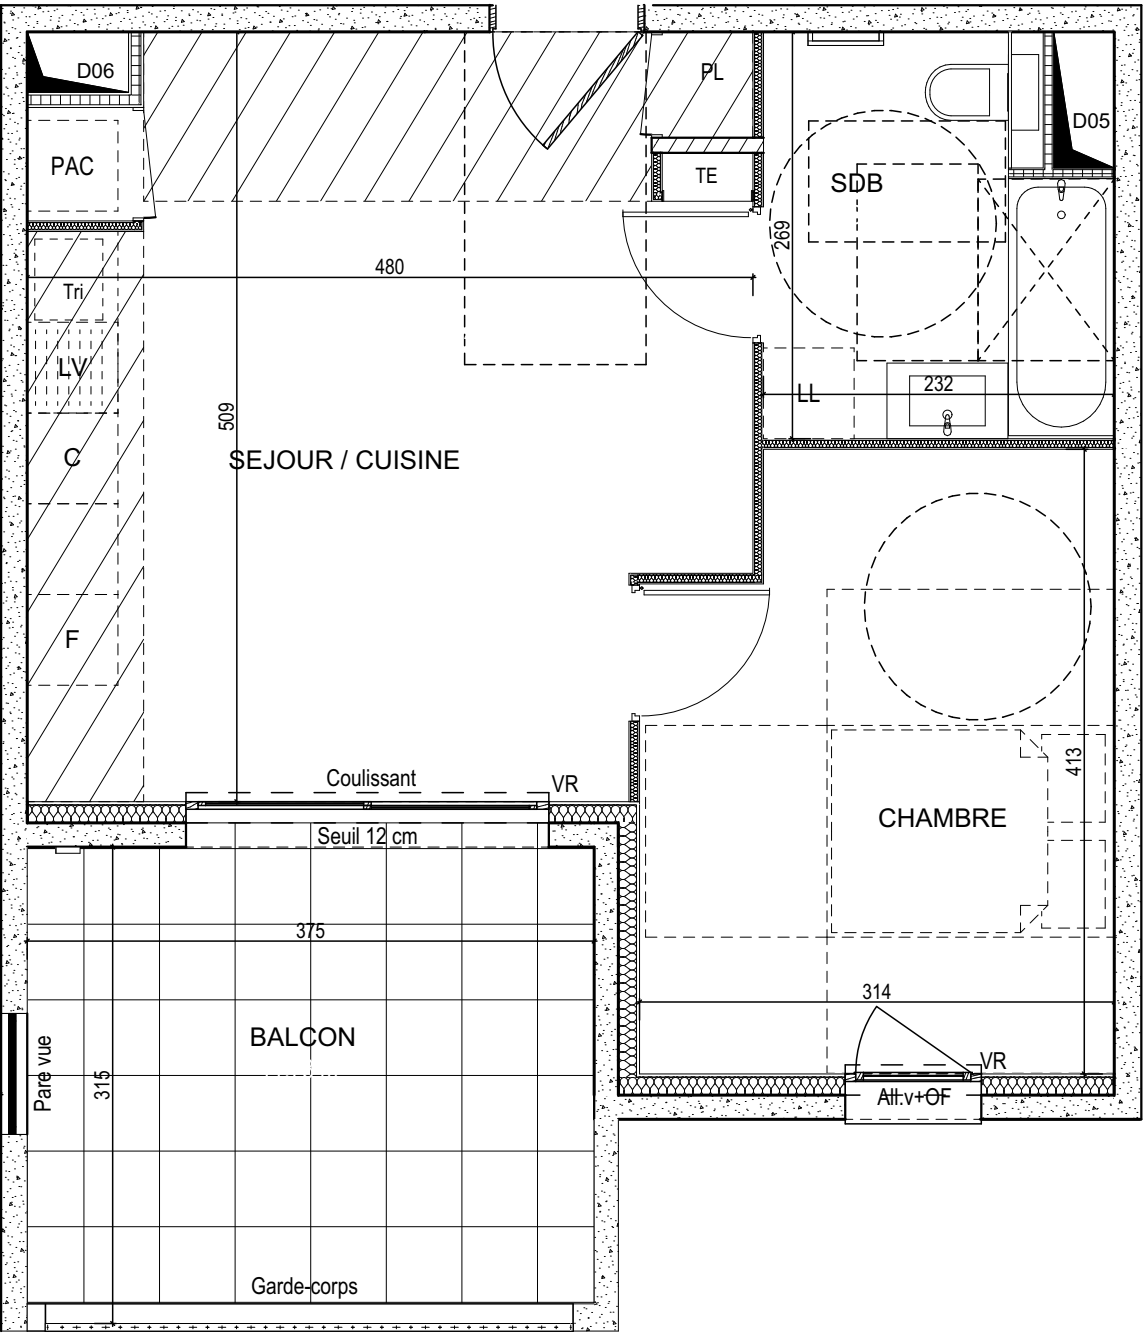 D06
PL
D05
PAC
TE
SDB
269
480
Tri
LV
LL
232
509
C
SEJOUR / CUISINE
F
Coulissant
VR
413
Seuil 12 cm
CHAMBRE
375
314
BALCON
Pare vue
315
VR
All.v+OF
Garde-corps